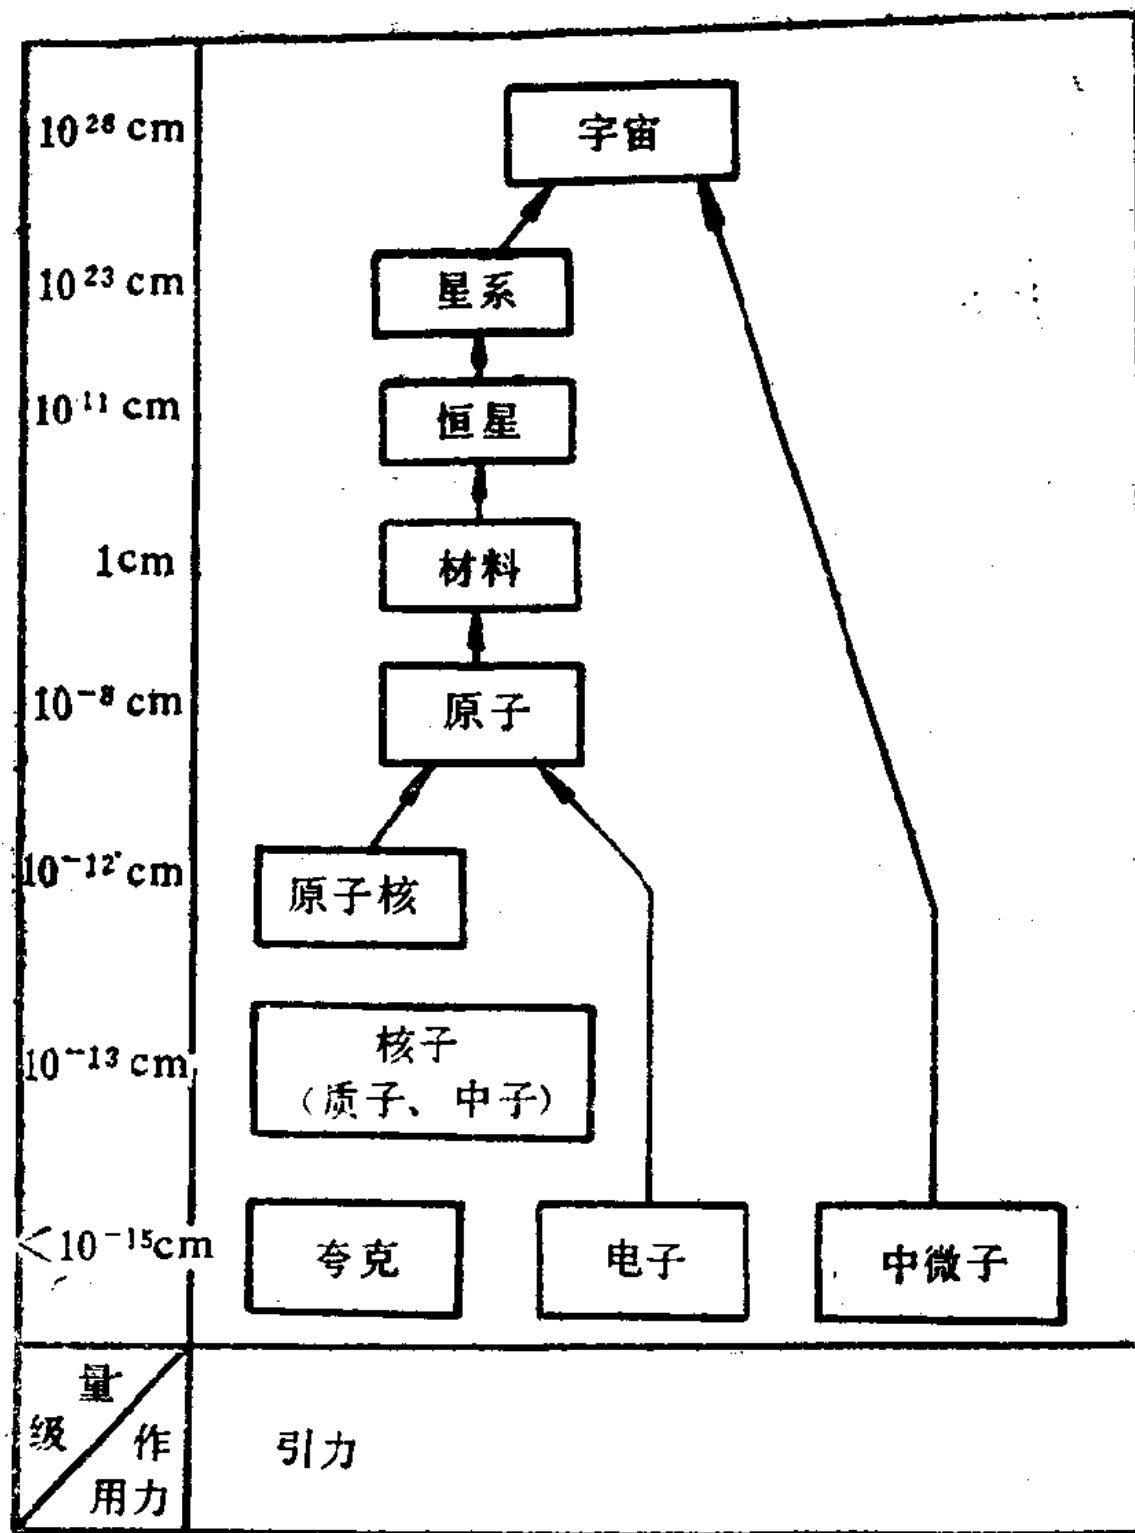 10²⁸ cm
宇宙
10²³ cm
星系
10¹¹ cm
恒星
1cm
材料
10⁻⁸ cm
原子
10⁻¹² cm
原子核
10⁻¹³ cm
核子
(质子、中子)
<10⁻¹⁵cm
夸克
电子
中微子
量
级
作
用力
引力